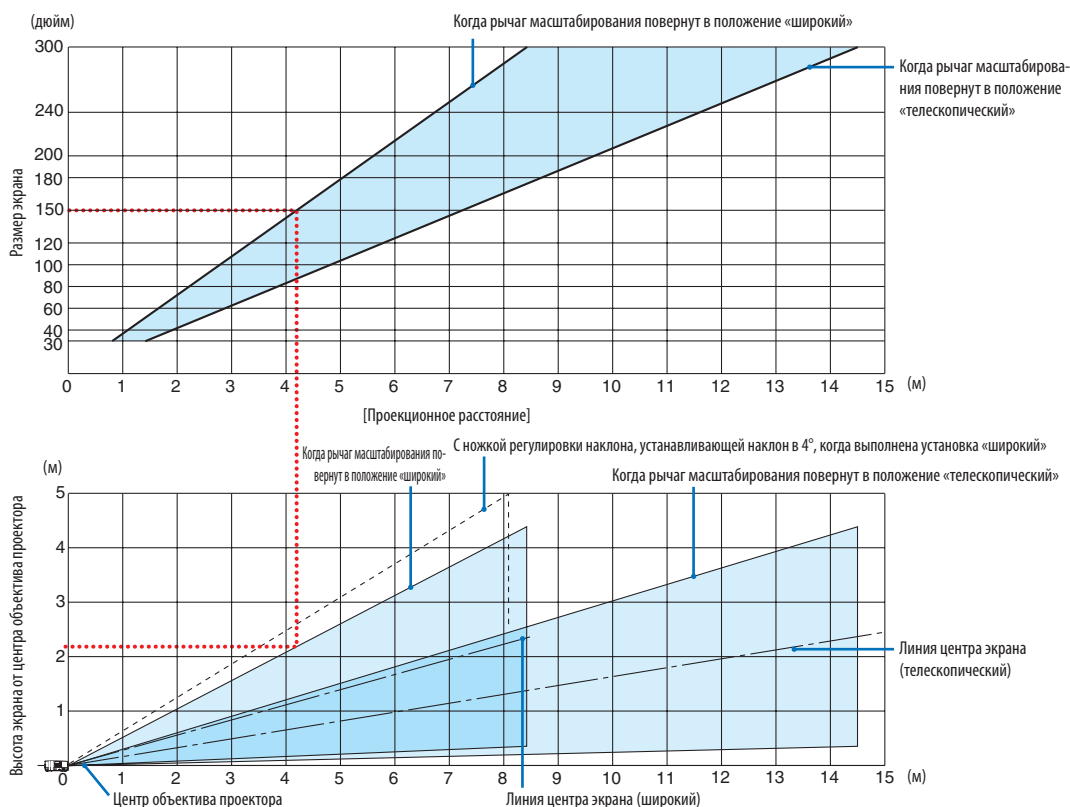 (дюйм)
Когда рычаг масштабирования повернут в положение «широкий»
Когда рычаг масштабирова-
ния повернут в положение
«телескопический»
Размер экрана
300
240
200
180
150
120
100
80
60
40
30
0 1 2 3 4 5 6 7 8 9 10 11 12 13 14 15 (м)
[Проекционное расстояние]
(м)
Когда рычаг масштабирования по-
вернут в положение «широкий»
С ножкой регулировки наклона, устанавливающей наклон в 4°, когда выполнена установка «широкий»
Когда рычаг масштабирования повернут в положение «телескопический»
Высота экрана от центра объектива проектора
5
4
3
2
1
0 1 2 3 4 5 6 7 8 9 10 11 12 13 14 15 (м)
Линия центра экрана
(телескопический)
Центр объектива проектора
Линия центра экрана (широкий)